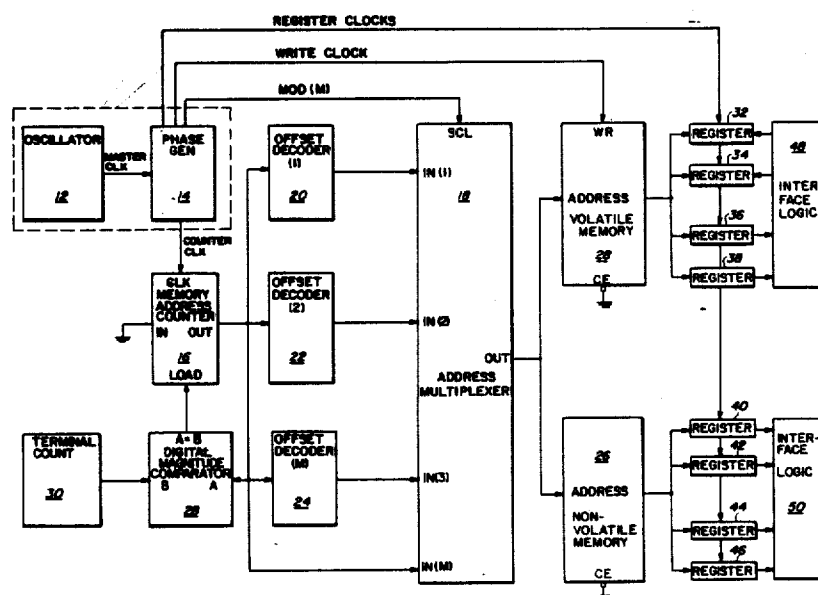 REGISTER CLOCKS
WRITE CLOCK
MOD (M)
OSCILLATOR
12
MASTER
CLK
PHASE
GEN
14
COUNTER
CLK
OFFSET
DECODER
(1)
20
SCL
18
IN (1)
IN (2)
IN (3)
IN (M)
OUT
ADDRESS
MULTIPLEXER
CLK
MEMORY
ADDRESS
COUNTER
IN OUT
16
LOAD
OFFSET
DECODER
(2)
22
TERMINAL
COUNT
30
A=B
DIGITAL
MAGNITUDE
COMPARATOR
B A
28
OFFSET
DECODER
(M)
24
WR
ADDRESS
VOLATILE
MEMORY
28
CE
26
ADDRESS
NON-
VOLATILE
MEMORY
CE
32
REGISTER
34
REGISTER
36
REGISTER
38
REGISTER
48
INTER
FACE
LOGIC
40
REGISTER
42
REGISTER
44
REGISTER
46
REGISTER
INTER-
FACE
LOGIC
50